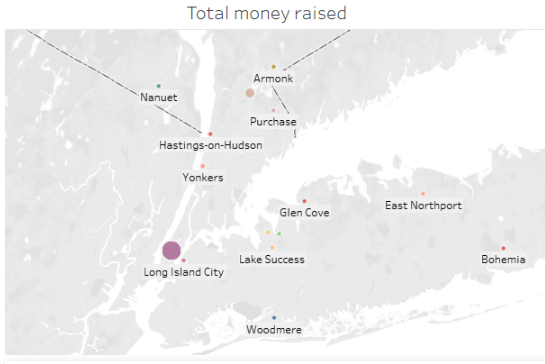 Total money raised
Armonk
Nanuet
Purchase
Hastings-on-Hudson
Yonkers
East Northport
Glen Cove
Lake Success
Bohemia
Long Island City
Woodmere